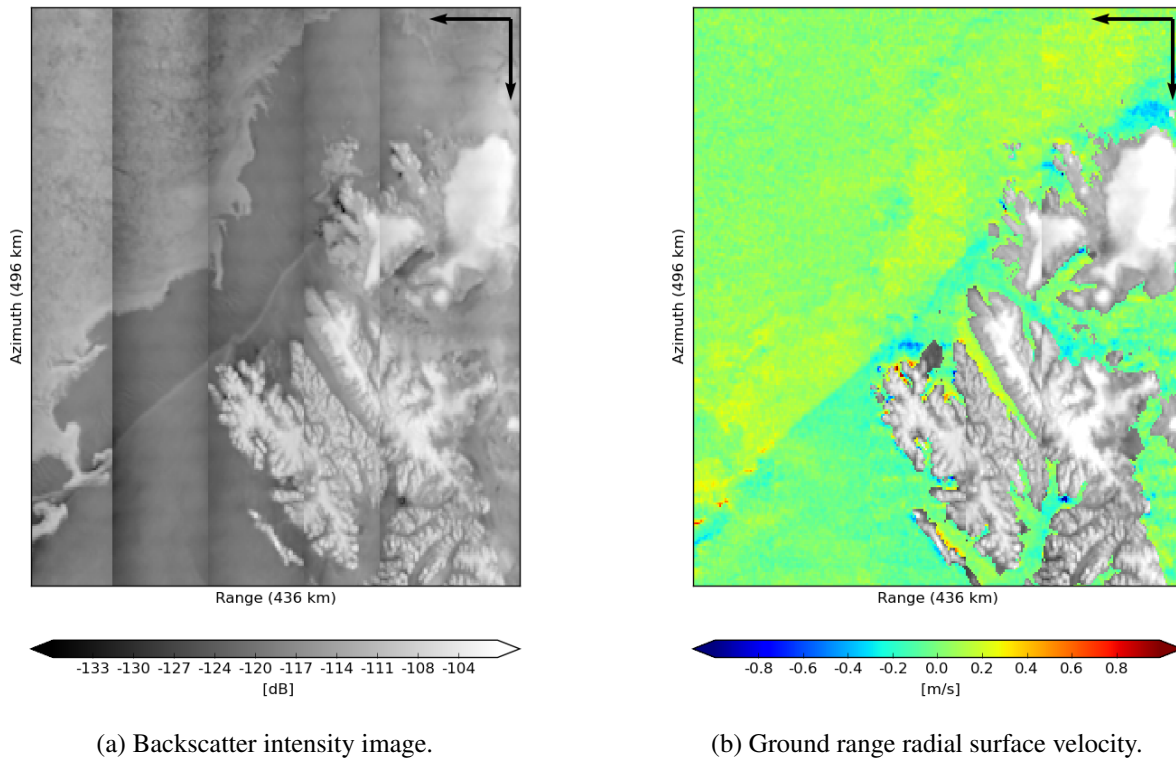 Azimuth (496 km)
Range (436 km)
-133 -130 -127 -124 -120 -117 -114 -111 -108 -104
[dB]
(a) Backscatter intensity image.
Azimuth (496 km)
Range (436 km)
-0.8 -0.6 -0.4 -0.2 0.0 0.2 0.4 0.6 0.8
[m/s]
(b) Ground range radial surface velocity.